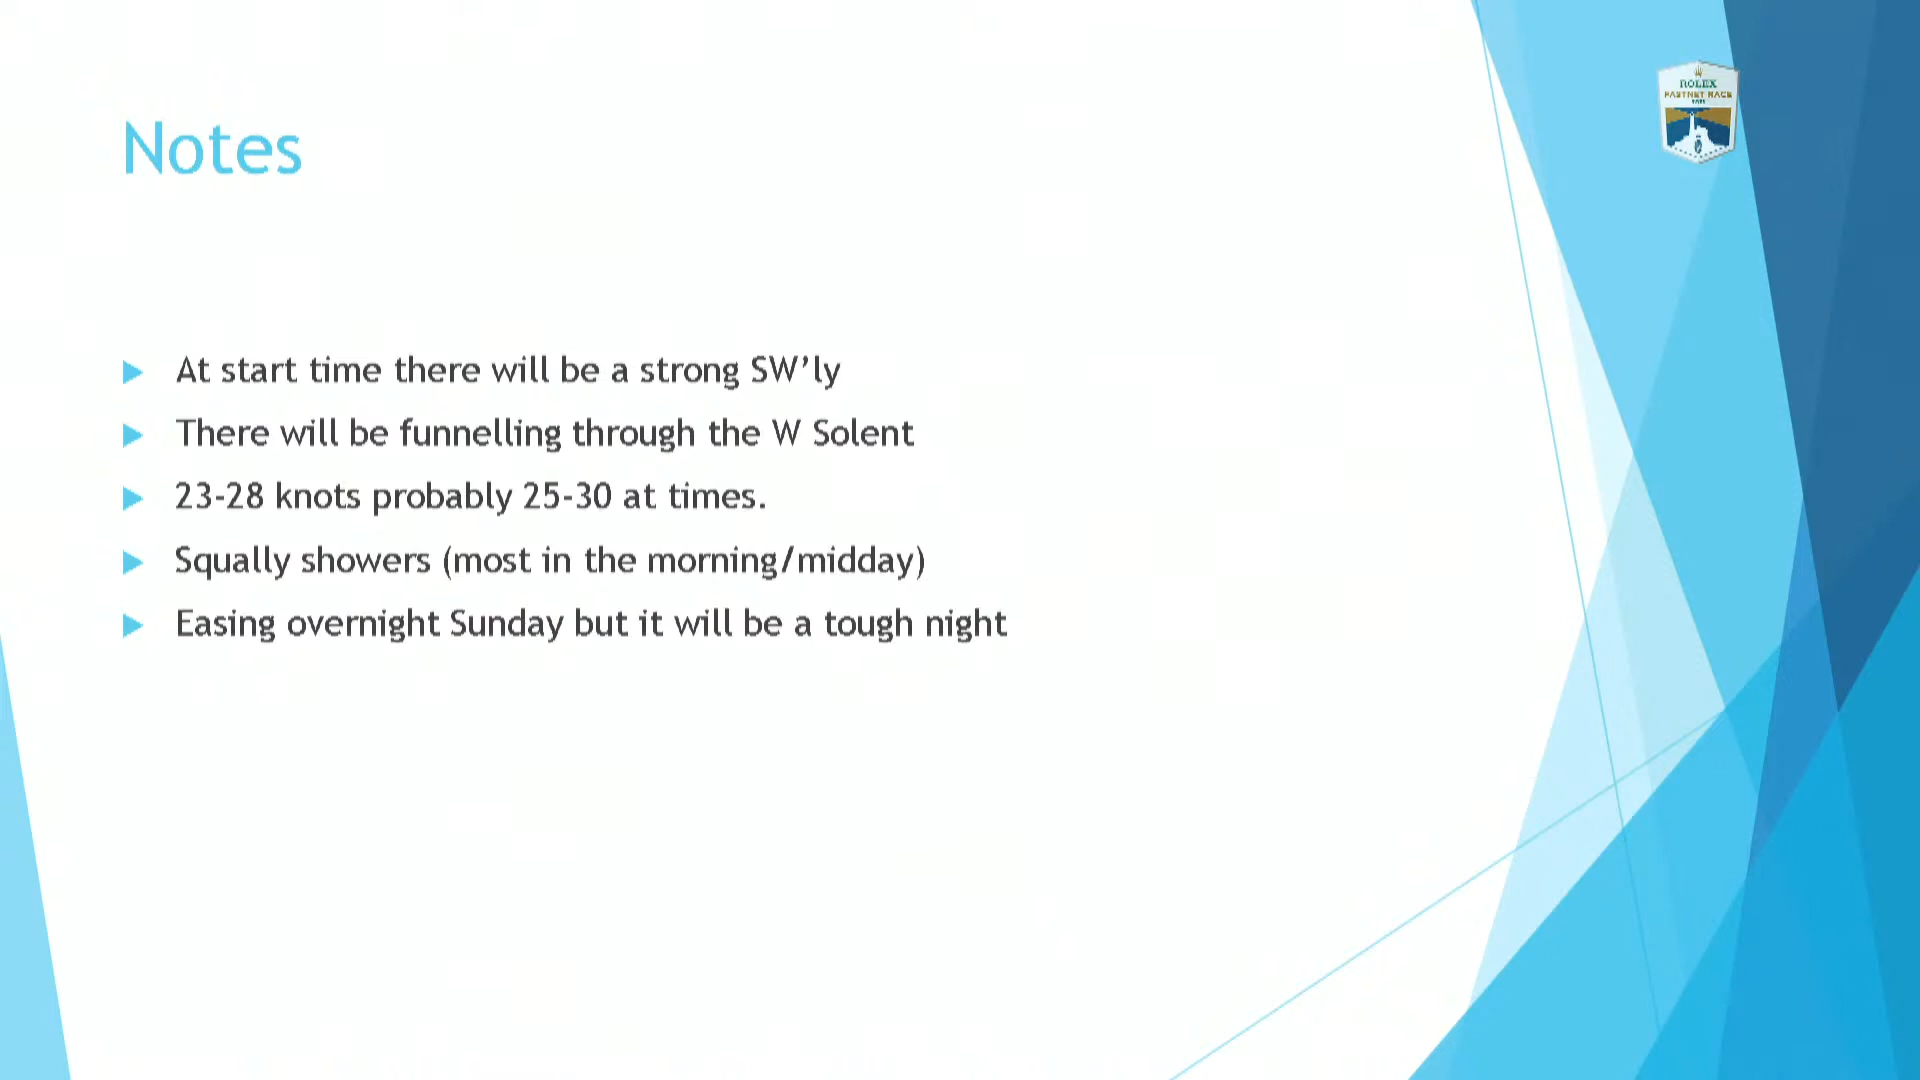 Notes
ROLEX
FASTNET RACE
At start time there will be a strong SW’ly
There will be funnelling through the W Solent
23-28 knots probably 25-30 at times.
Squally showers (most in the morning/midday)
Easing overnight Sunday but it will be a tough night